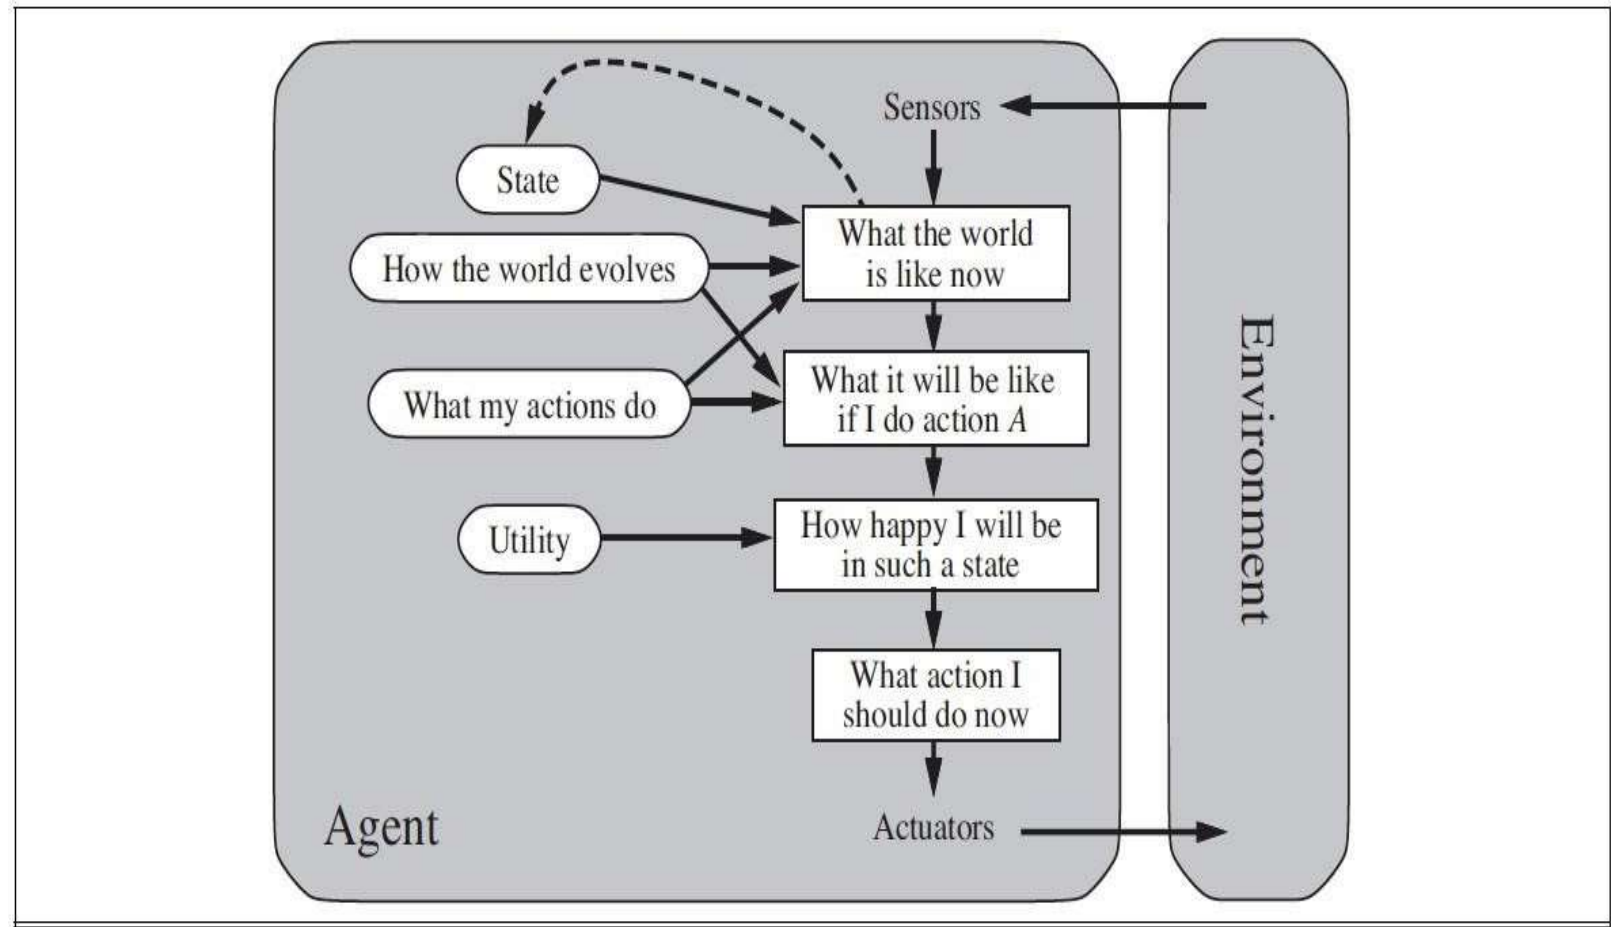 Sensors
State
What the world
is like now
How the world evolves
What it will be like
if I do action A
What my actions do
How happy I will be
in such a state
Utility
What action I
should do now
Agent
Actuators
Environment